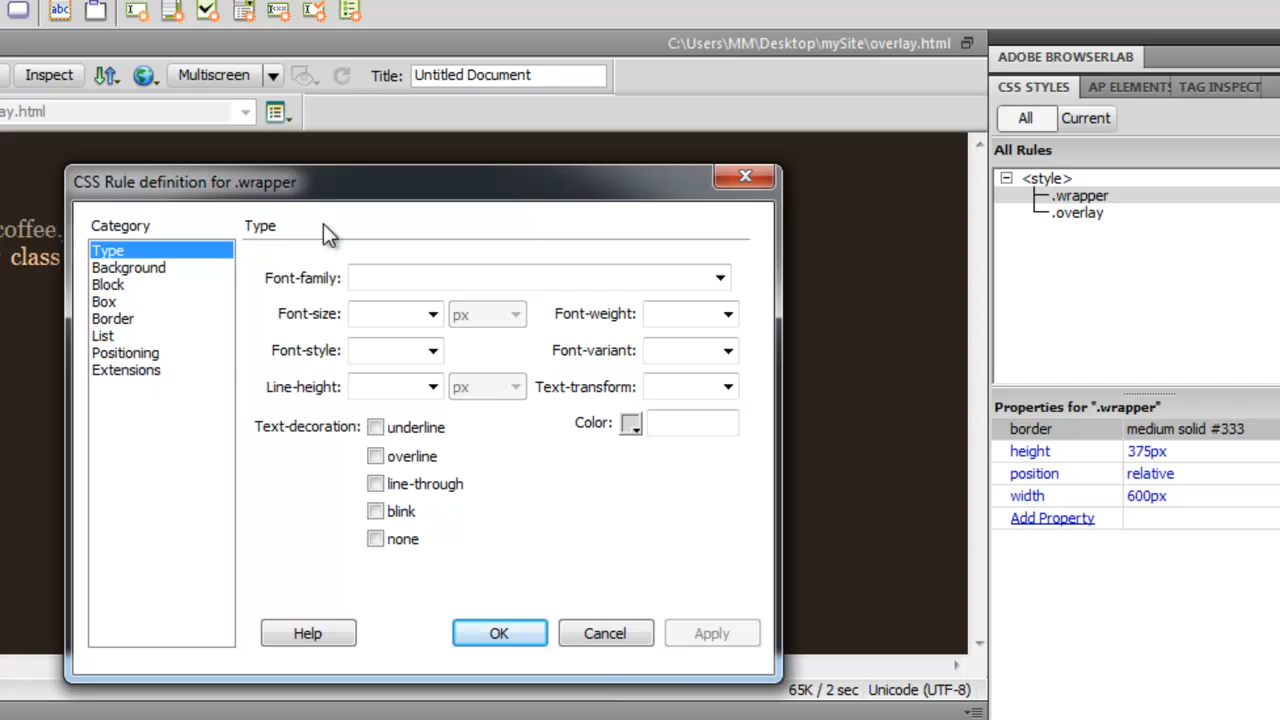 abc
C:\Users\MM\Desktop\mySite\overlay.html
ADOBE BROWSERLAB
Inspect
Multiscreen
Title:
Untitled Document
CSS STYLES
AP ELEMENTS
TAG INSPECT
ay.html
All
Current
All Rules
<style>
.wrapper
.overlay
coffee.
class
CSS Rule definition for .wrapper
Category
Type
Type
Background
Block
Box
Border
List
Positioning
Extensions
Font-family:
Font-size:
px
Font-weight:
Font-style:
Font-variant:
Line-height:
px
Text-transform:
Text-decoration:
underline
Color:
overline
line-through
blink
none
Help
OK
Cancel
Apply
Properties for ".wrapper"
border
medium solid #333
height
375px
position
relative
width
600px
Add Property
65K / 2 sec
Unicode (UTF-8)